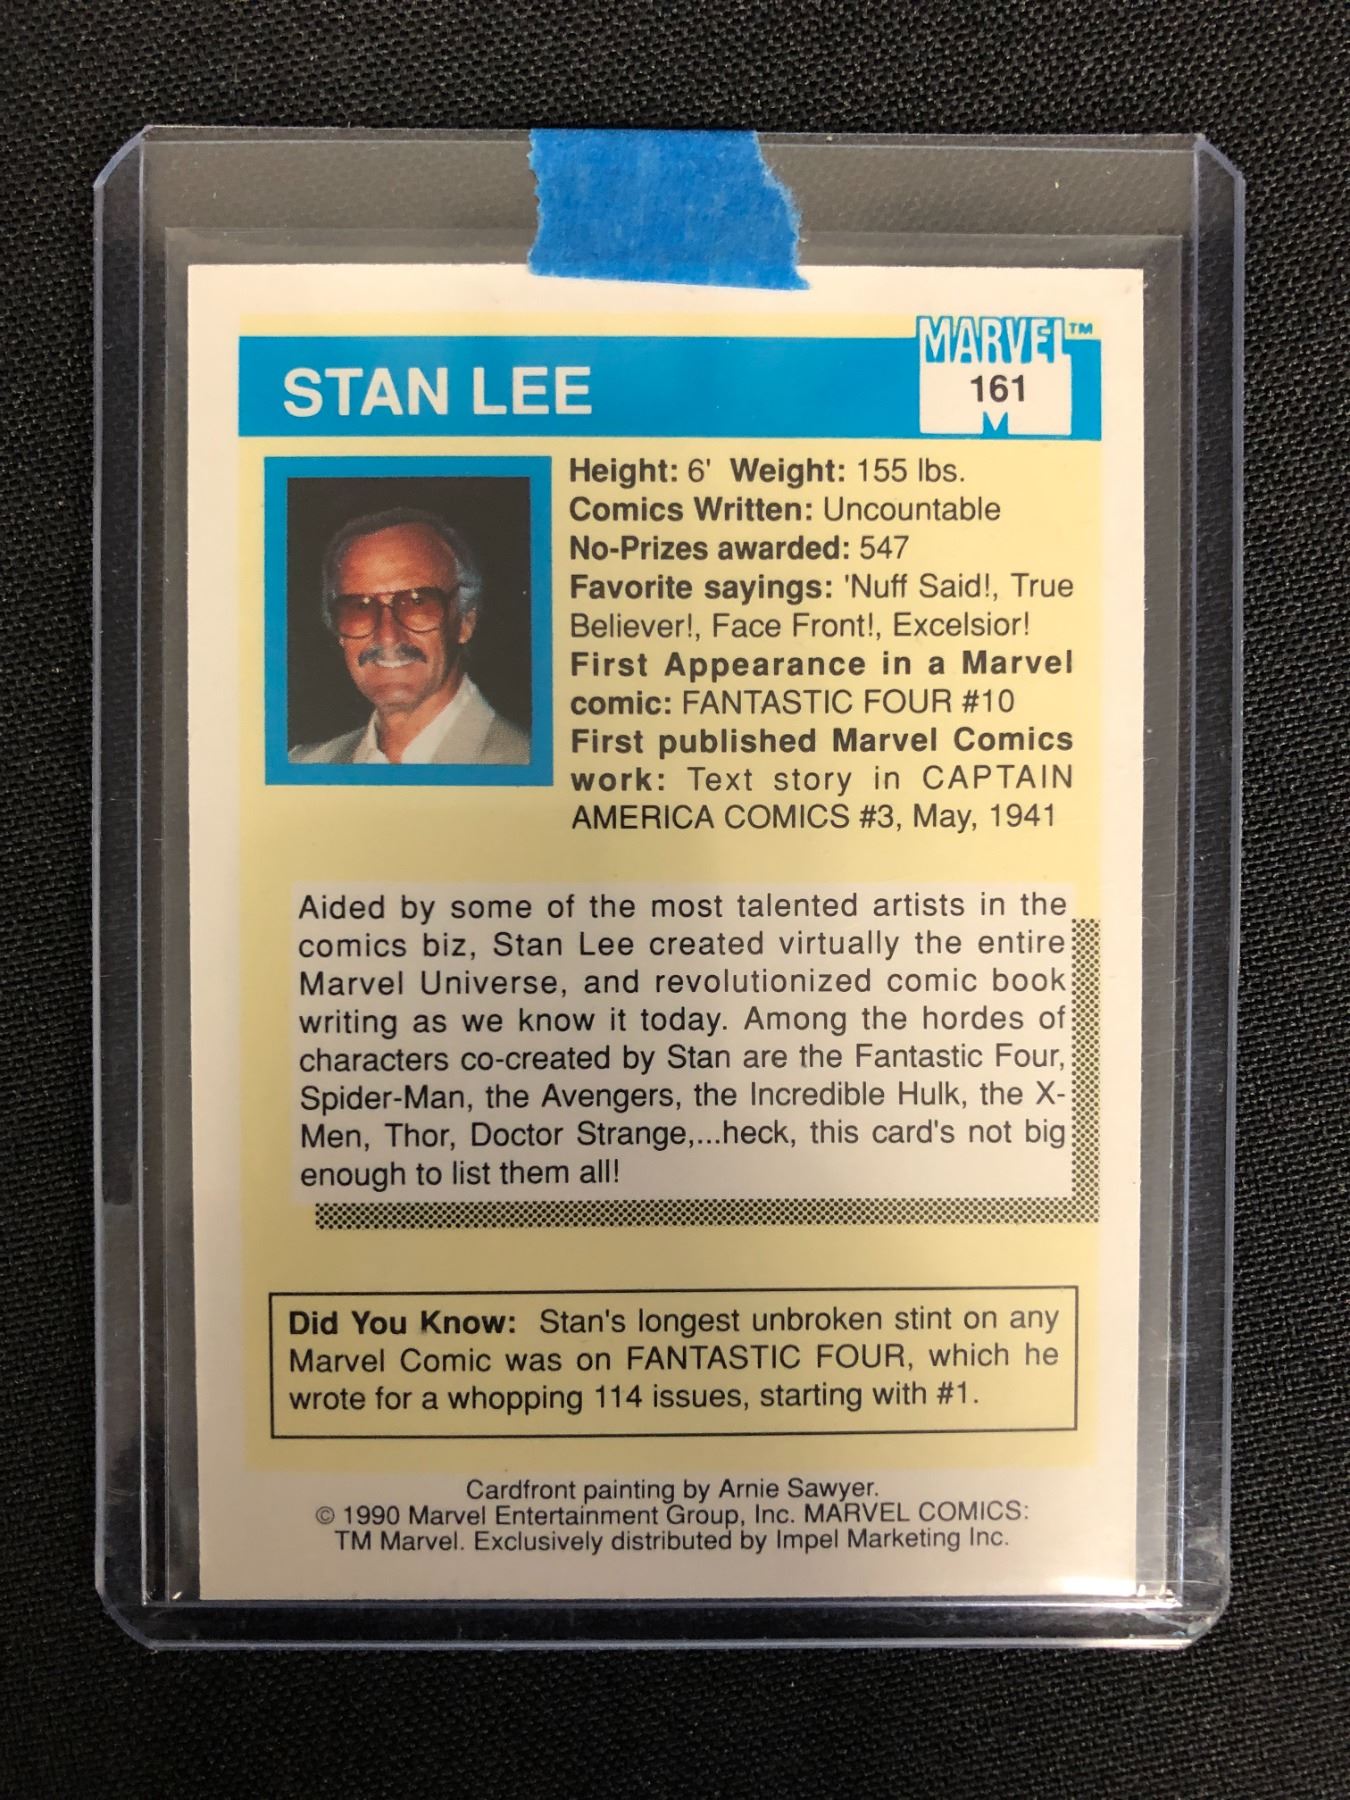 MARVEL™
161
STAN LEE
Height: 6' Weight: 155 lbs.
Comics Written: Uncountable
No-Prizes awarded: 547
Favorite sayings: 'Nuff Said!, True
Believer!, Face Front!, Excelsior!
First Appearance in a Marvel
comic: FANTASTIC FOUR #10
First published Marvel Comics
work: Text story in CAPTAIN
AMERICA COMICS #3, May, 1941
Aided by some of the most talented artists in the
comics biz, Stan Lee created virtually the entire
Marvel Universe, and revolutionized comic book
writing as we know it today. Among the hordes of
characters co-created by Stan are the Fantastic Four,
Spider-Man, the Avengers, the Incredible Hulk, the X-
Men, Thor, Doctor Strange,...heck, this card's not big
enough to list them all!
Did You Know: Stan's longest unbroken stint on any
Marvel Comic was on FANTASTIC FOUR, which he
wrote for a whopping 114 issues, starting with #1.
Cardfront painting by Arnie Sawyer.
© 1990 Marvel Entertainment Group, Inc. MARVEL COMICS:
TM Marvel. Exclusively distributed by Impel Marketing Inc.